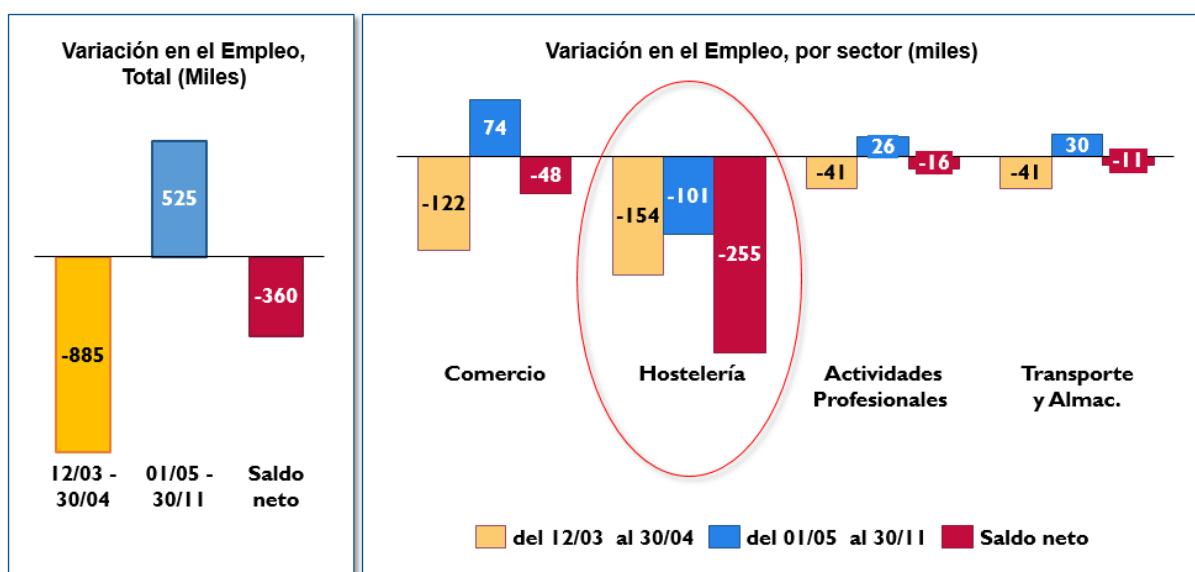 Variación en el Empleo,
Total (Miles)
525
-360
-885
12/03 -
30/04
01/05 -
30/11
Saldo
neto
Variación en el Empleo, por sector (miles)
74
-48
-122
-154
-101
-255
26
-41
-16
30
-41
-11
Comercio
Hostelería
Actividades
Profesionales
Transporte
y Almac.
del 12/03 al 30/04
del 01/05 al 30/11
Saldo neto